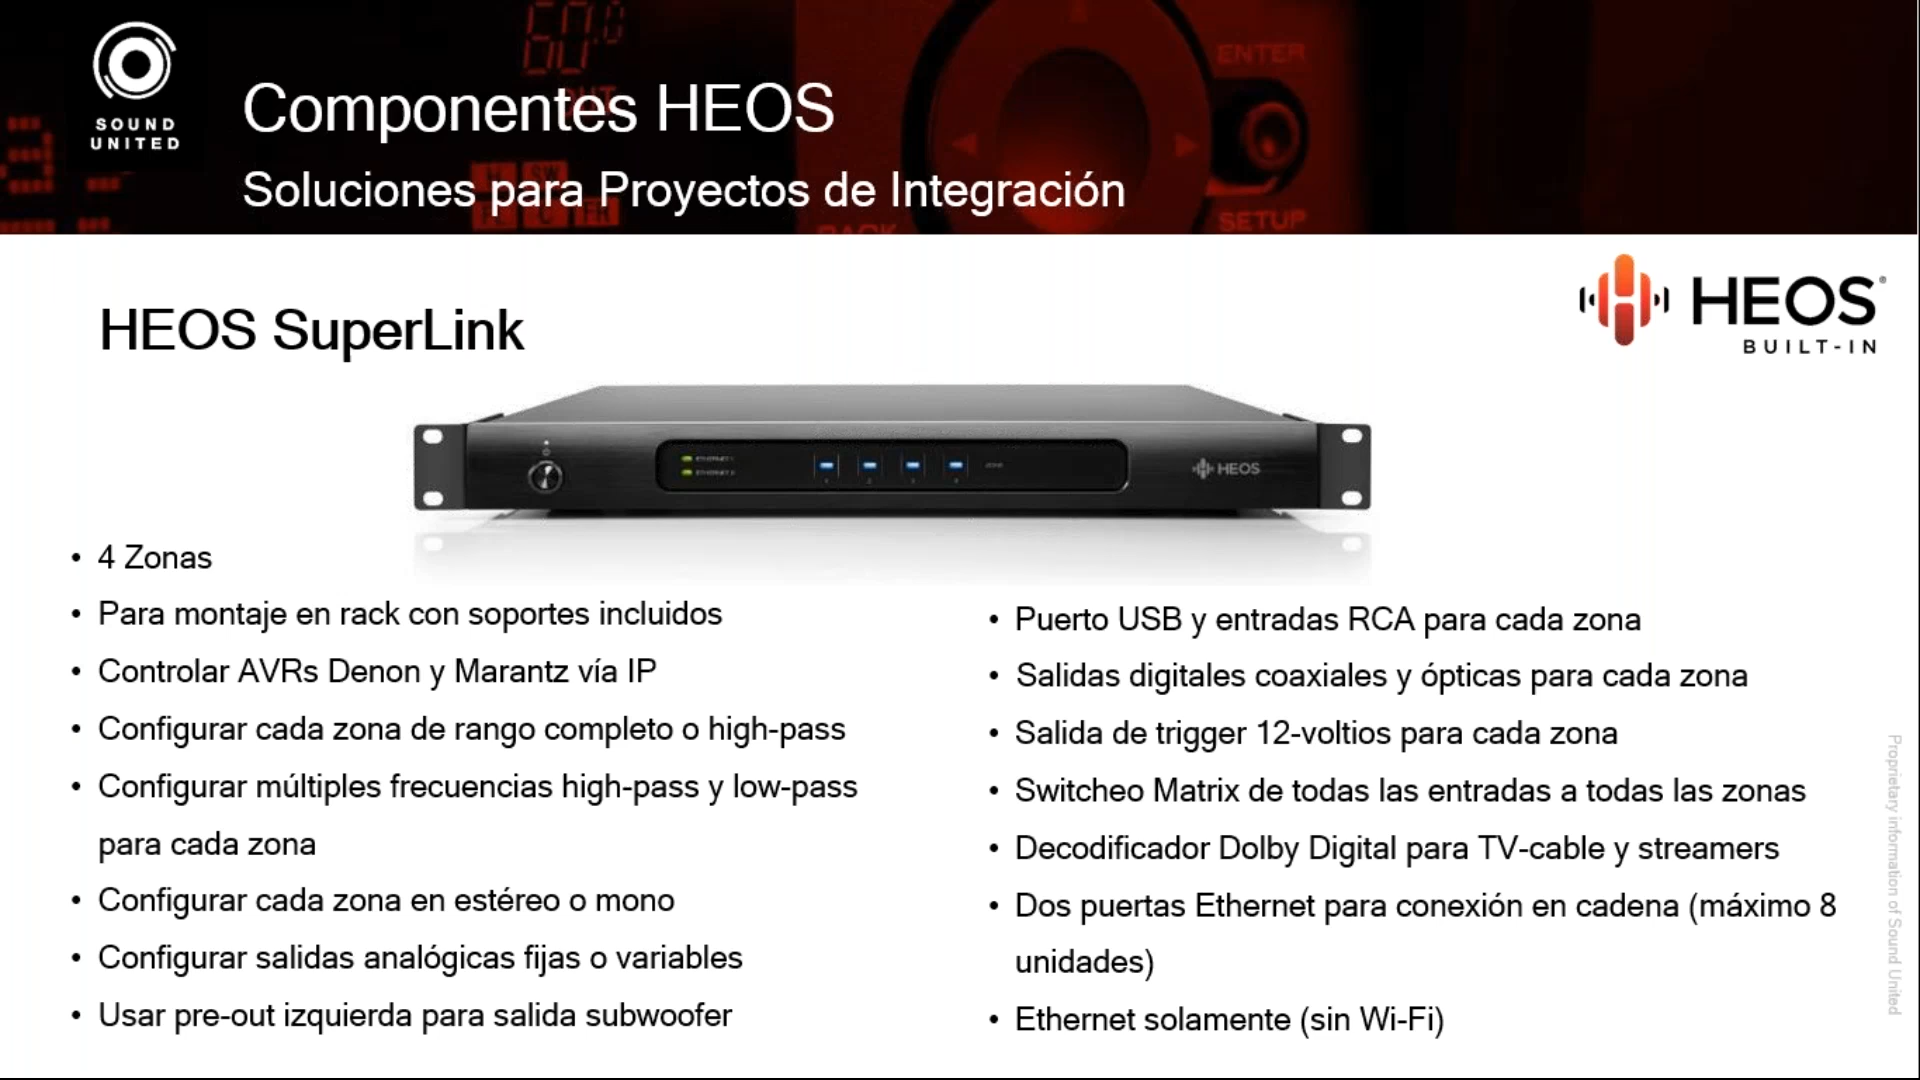 SOUND
UNITED
Componentes HEOS
Soluciones para Proyectos de Integración
ENTER
SETUP
HEOS
BUILT-IN
HEOS SuperLink
HEOS
• 4 Zonas
• Para montaje en rack con soportes incluidos
• Controlar AVRs Denon y Marantz vía IP
• Configurar cada zona de rango completo o high-pass
• Configurar múltiples frecuencias high-pass y low-pass
para cada zona
• Configurar cada zona en estéreo o mono
• Configurar salidas analógicas fijas o variables
• Usar pre-out izquierda para salida subwoofer
• Puerto USB y entradas RCA para cada zona
• Salidas digitales coaxiales y ópticas para cada zona
• Salida de trigger 12-voltios para cada zona
• Switcheo Matrix de todas las entradas a todas las zonas
• Decodificador Dolby Digital para TV-cable y streamers
• Dos puertas Ethernet para conexión en cadena (máximo 8
unidades)
• Ethernet solamente (sin Wi-Fi)
Proprietary information of Sound United